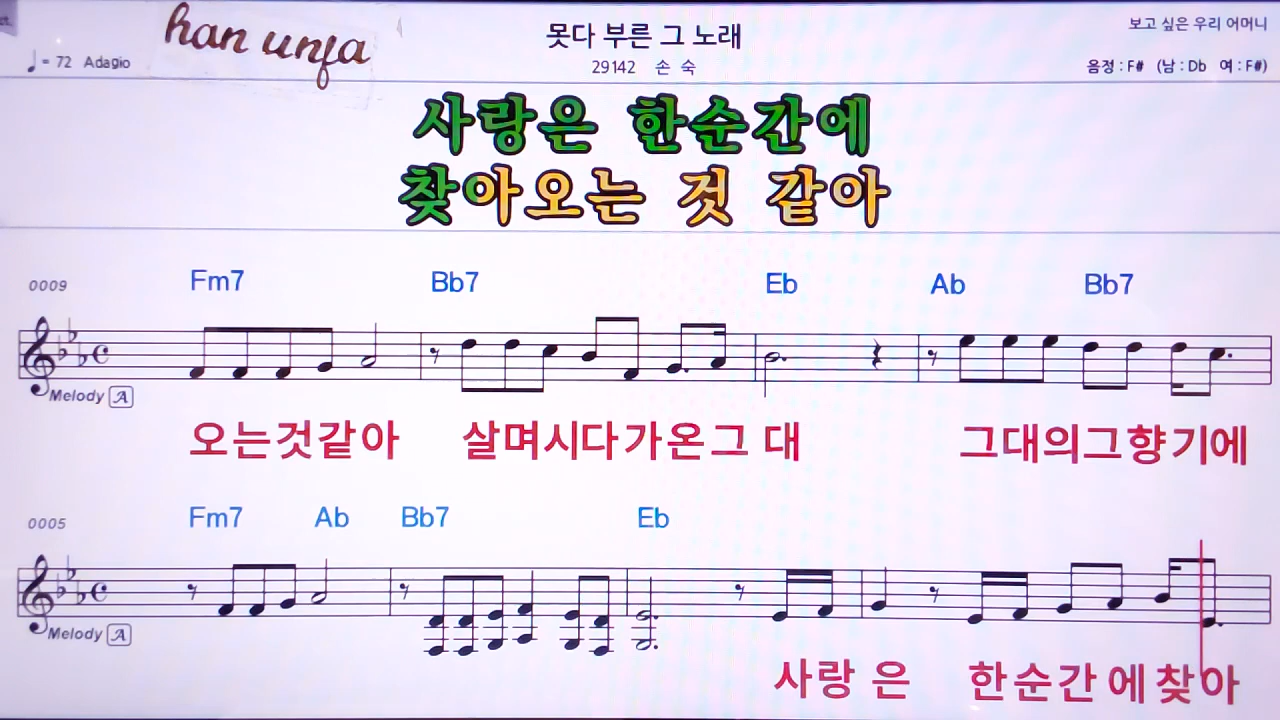 han unfa
못다 부른 그 노래
보고 싶은 우리 어머니
♩= 72 Adagio
29142 손 숙
음정 : F# (남 : Db 여 : F#)
사랑은 한순간에
찾아오는 것 같아
0009 Fm7 Bb7 Eb Ab Bb7
Melody A
오는것같아 살며시다가온그 대 그대의그향기에
0005 Fm7 Ab Bb7 Eb
Melody A
사랑 은 한순간에찾아